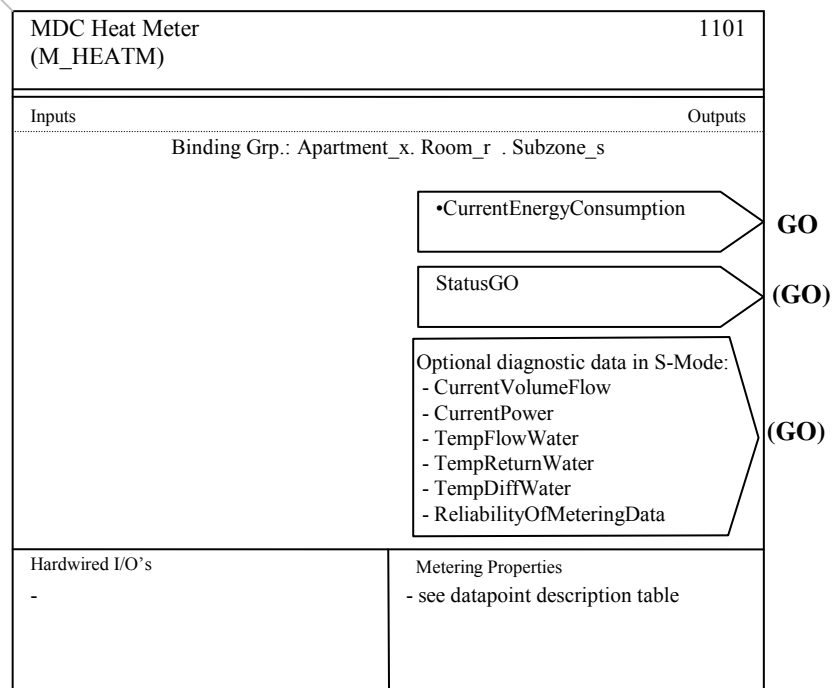 MDC Heat Meter 1101
(M_HEATM)
Inputs Outputs
Binding Grp.: Apartment_x. Room_r . Subzone_s
•CurrentEnergyConsumption
GO
StatusGO
(GO)
Optional diagnostic data in S-Mode:
- CurrentVolumeFlow
- CurrentPower
- TempFlowWater
- TempReturnWater
- TempDiffWater
- ReliabilityOfMeteringData
(GO)
Hardwired I/O’s
-
Metering Properties
- see datapoint description table